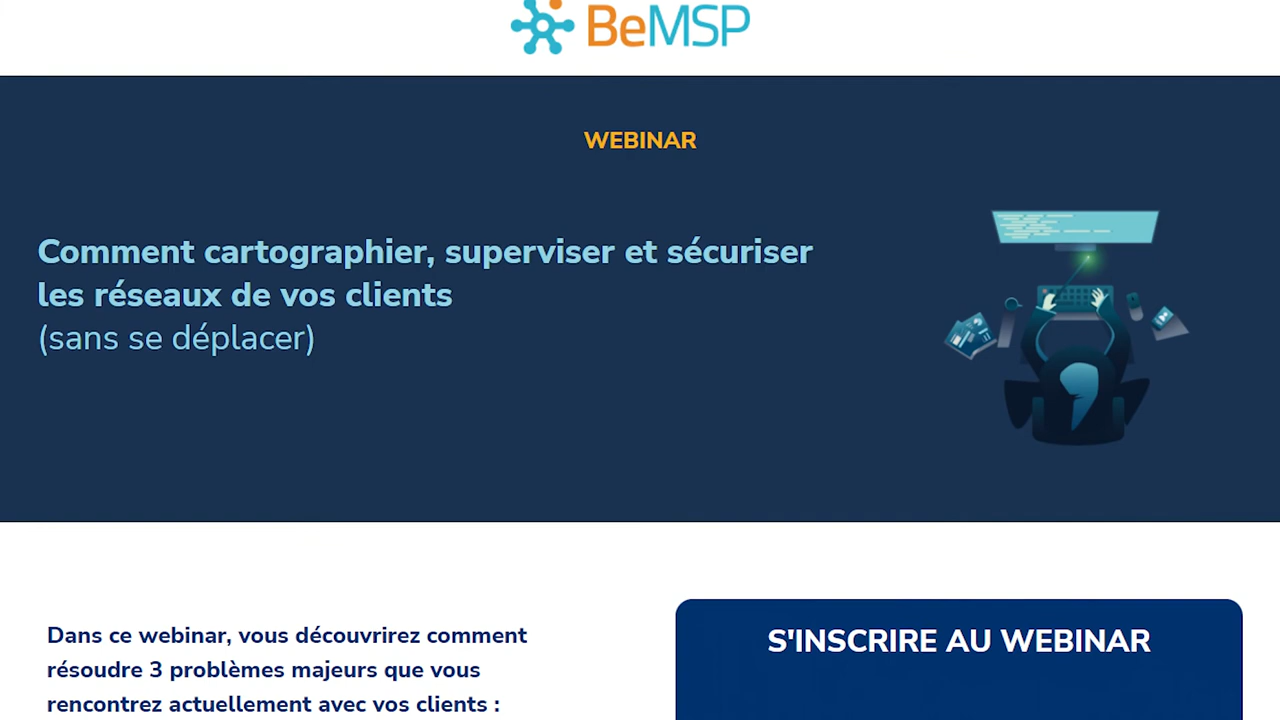 BeMSP
WEBINAR
Comment cartographier, superviser et sécuriser
les réseaux de vos clients
(sans se déplacer)
Dans ce webinar, vous découvrirez comment
résoudre 3 problèmes majeurs que vous
rencontrez actuellement avec vos clients :
S'INSCRIRE AU WEBINAR